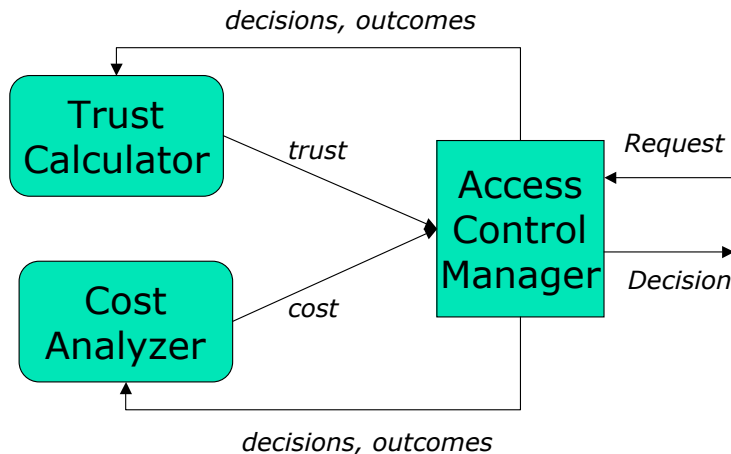 decisions, outcomes
Trust
Calculator
trust
Access
Control
Manager
Request
Decision
Cost
Analyzer
cost
decisions, outcomes